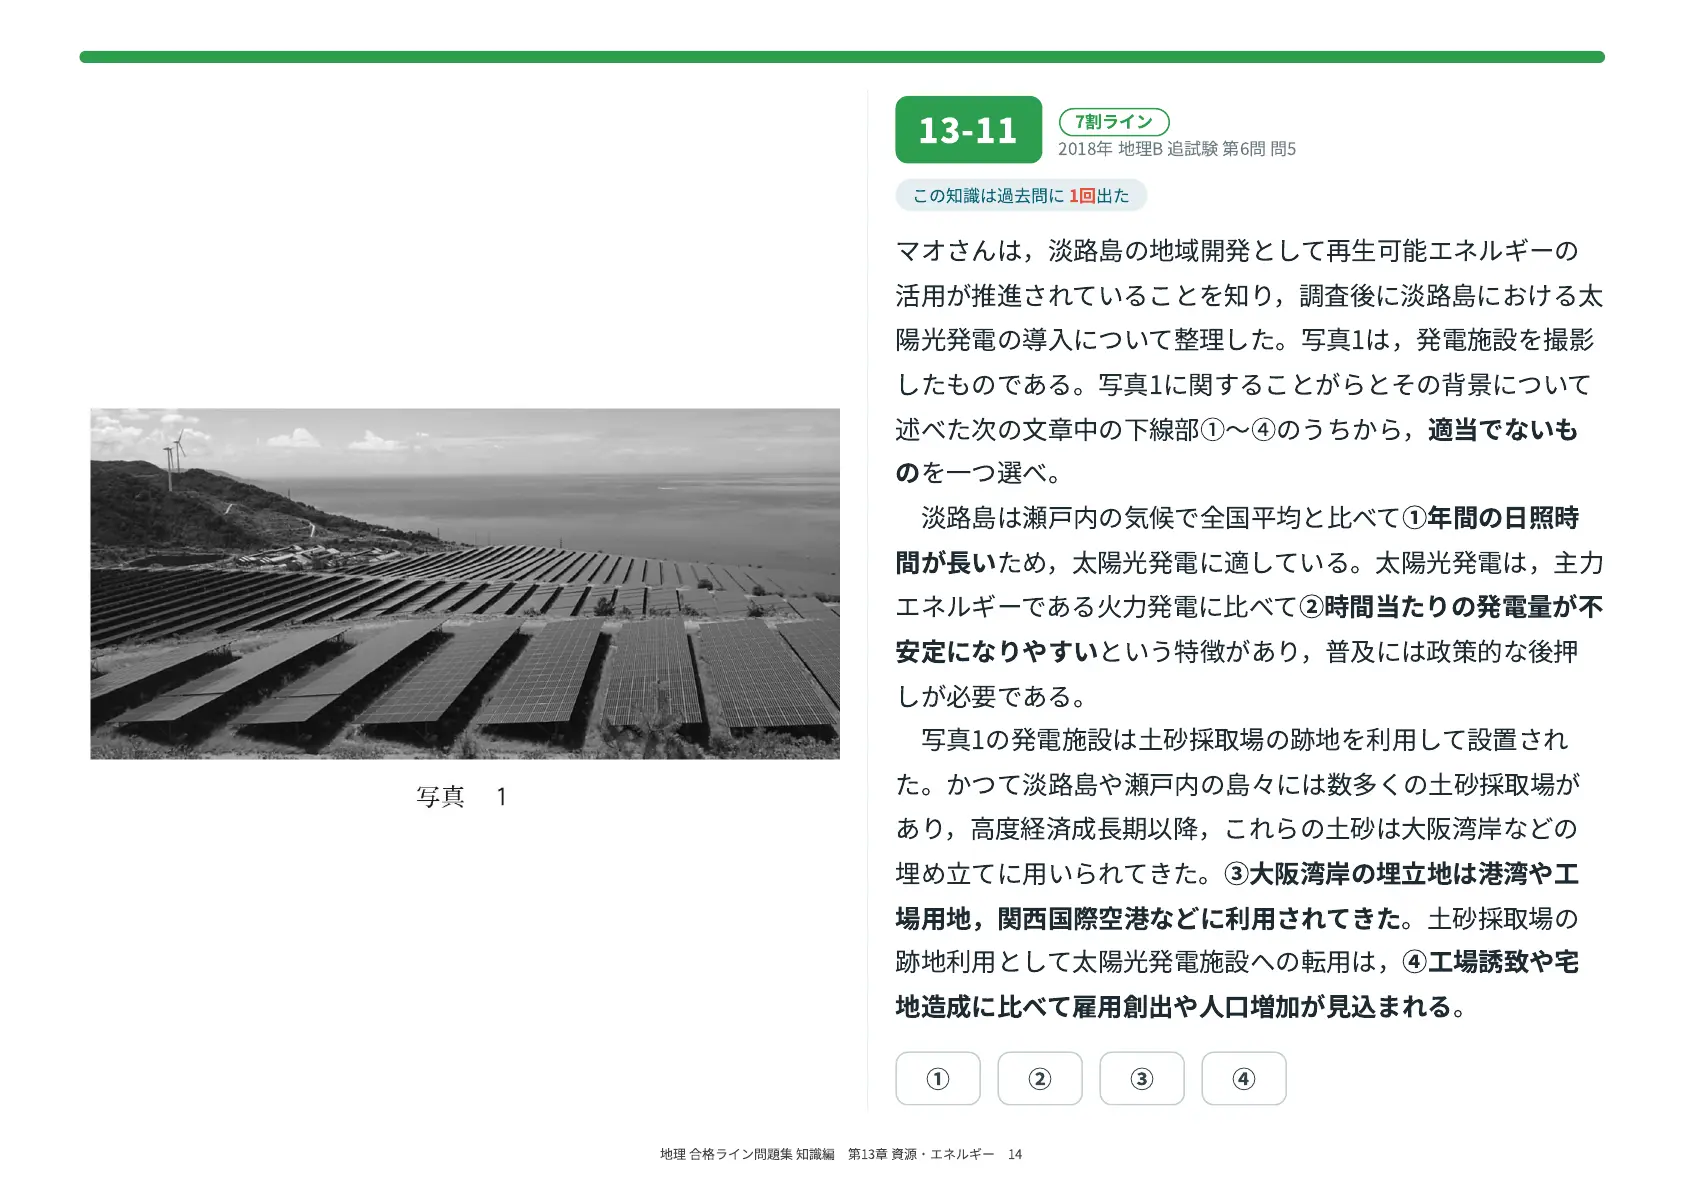 13-11
7割ライン
2018年 地理B 追試験 第6問 問5
この知識は過去問に 1回出た
マオさんは，淡路島の地域開発として再生可能エネルギーの
活用が推進されていることを知り，調査後に淡路島における太
陽光発電の導入について整理した。写真1は，発電施設を撮影
したものである。写真1に関することがらとその背景について
述べた次の文章中の下線部①～④のうちから，適当でないも
のを一つ選べ。
淡路島は瀬戸内の気候で全国平均と比べて①年間の日照時
間が長いため，太陽光発電に適している。太陽光発電は，主力
エネルギーである火力発電に比べて②時間当たりの発電量が不
安定になりやすいという特徴があり，普及には政策的な後押
しが必要である。
写真1の発電施設は土砂採取場の跡地を利用して設置され
た。かつて淡路島や瀬戸内の島々には数多くの土砂採取場が
あり，高度経済成長期以降，これらの土砂は大阪湾岸などの
埋め立てに用いられてきた。③大阪湾岸の埋立地は港湾や工
場用地，関西国際空港などに利用されてきた。土砂採取場の
跡地利用として太陽光発電施設への転用は，④工場誘致や宅
地造成に比べて雇用創出や人口増加が見込まれる。
① ② ③ ④
写真 1
地理 合格ライン問題集 知識編 第13章 資源・エネルギー 14